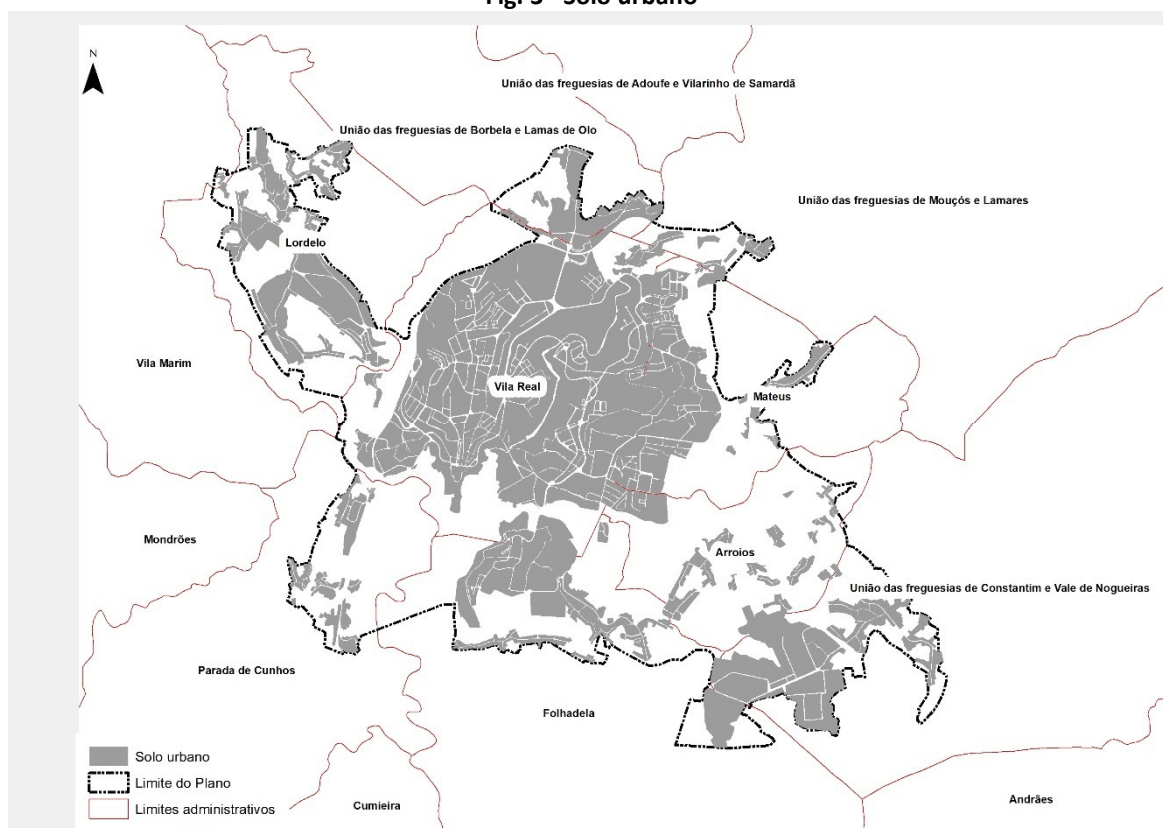 Fig. 5 - Solo urbano
N
União das freguesias de Adoufe e Vilarinho de Samardã
União das freguesias de Borbela e Lamas de Olo
União das freguesias de Mouçós e Lamares
Lordelo
Vila Marim
Vila Real
Mateus
Mondrões
Arroios
União das freguesias de Constantim e Vale de Nogueiras
Parada de Cunhos
Folhadela
Solo urbano
Limite do Plano
Limites administrativos
Cumieira
Andrães